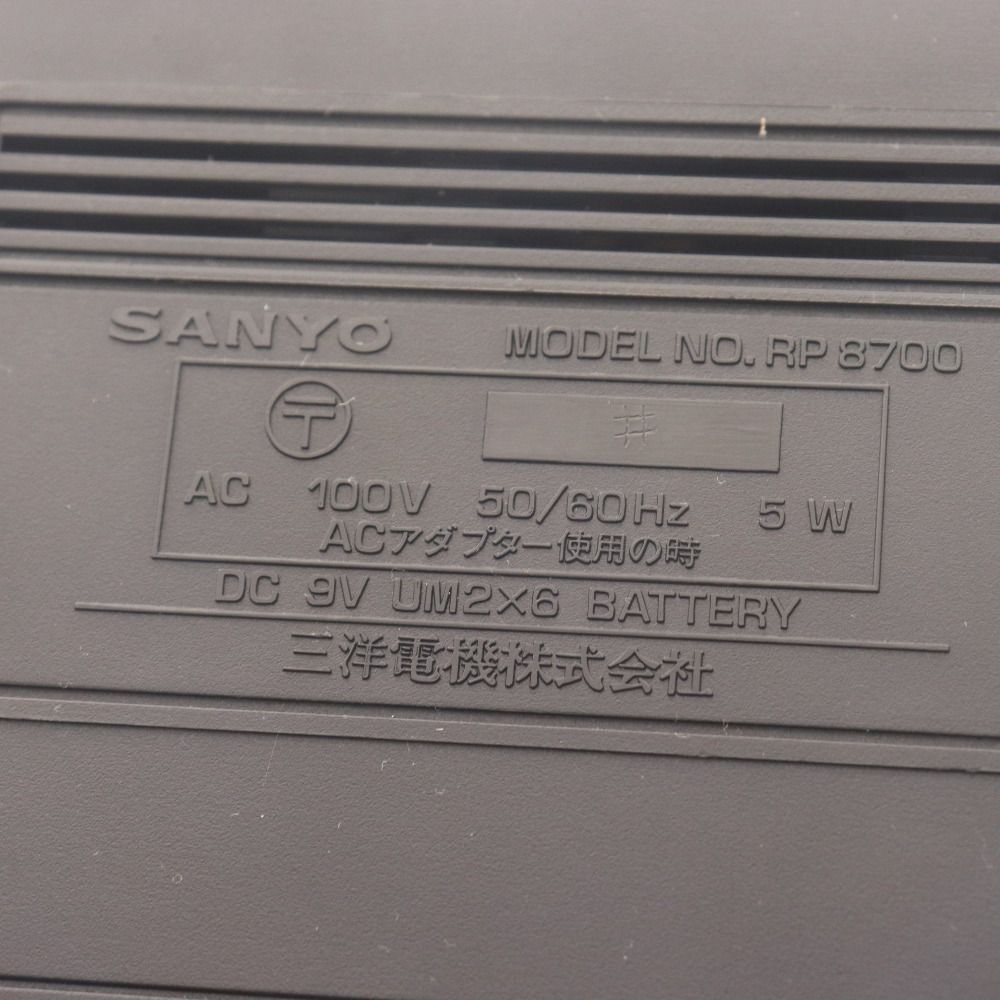 SANYO MODEL NO. RP 8700
〒 #
AC 100V 50/60Hz 5 W
ACアダプター使用の時
DC 9V UM2×6 BATTERY
三洋電機株式会社